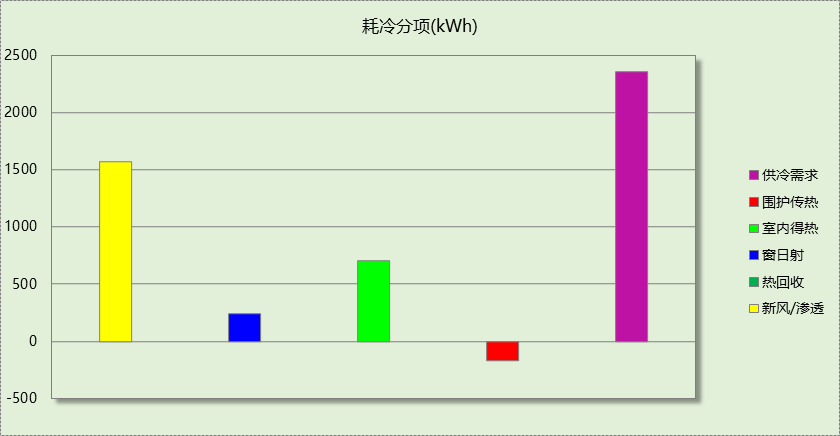 耗冷分项(kWh)
2500
2000
1500
1000
500
0
-500
供冷需求
围护传热
室内得热
窗日射
热回收
新风/渗透